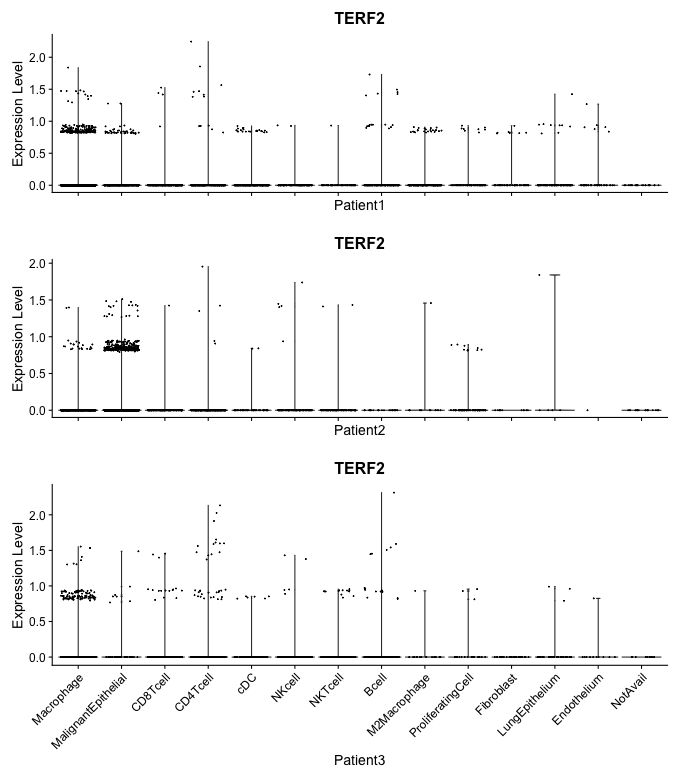 TERF2
Expression Level
2.0
1.5
1.0
0.5
0.0
Patient1
TERF2
Expression Level
2.0
1.5
1.0
0.5
0.0
Patient2
TERF2
Expression Level
2.0
1.5
1.0
0.5
0.0
Macrophage
MalignantEpithelial
CD8Tcell
CD4Tcell
cDC
NKcell
NKTcell
Bcell
M2Macrophage
ProliferatingCell
Fibroblast
LungEpithelium
Endothelium
NotAvail
Patient3